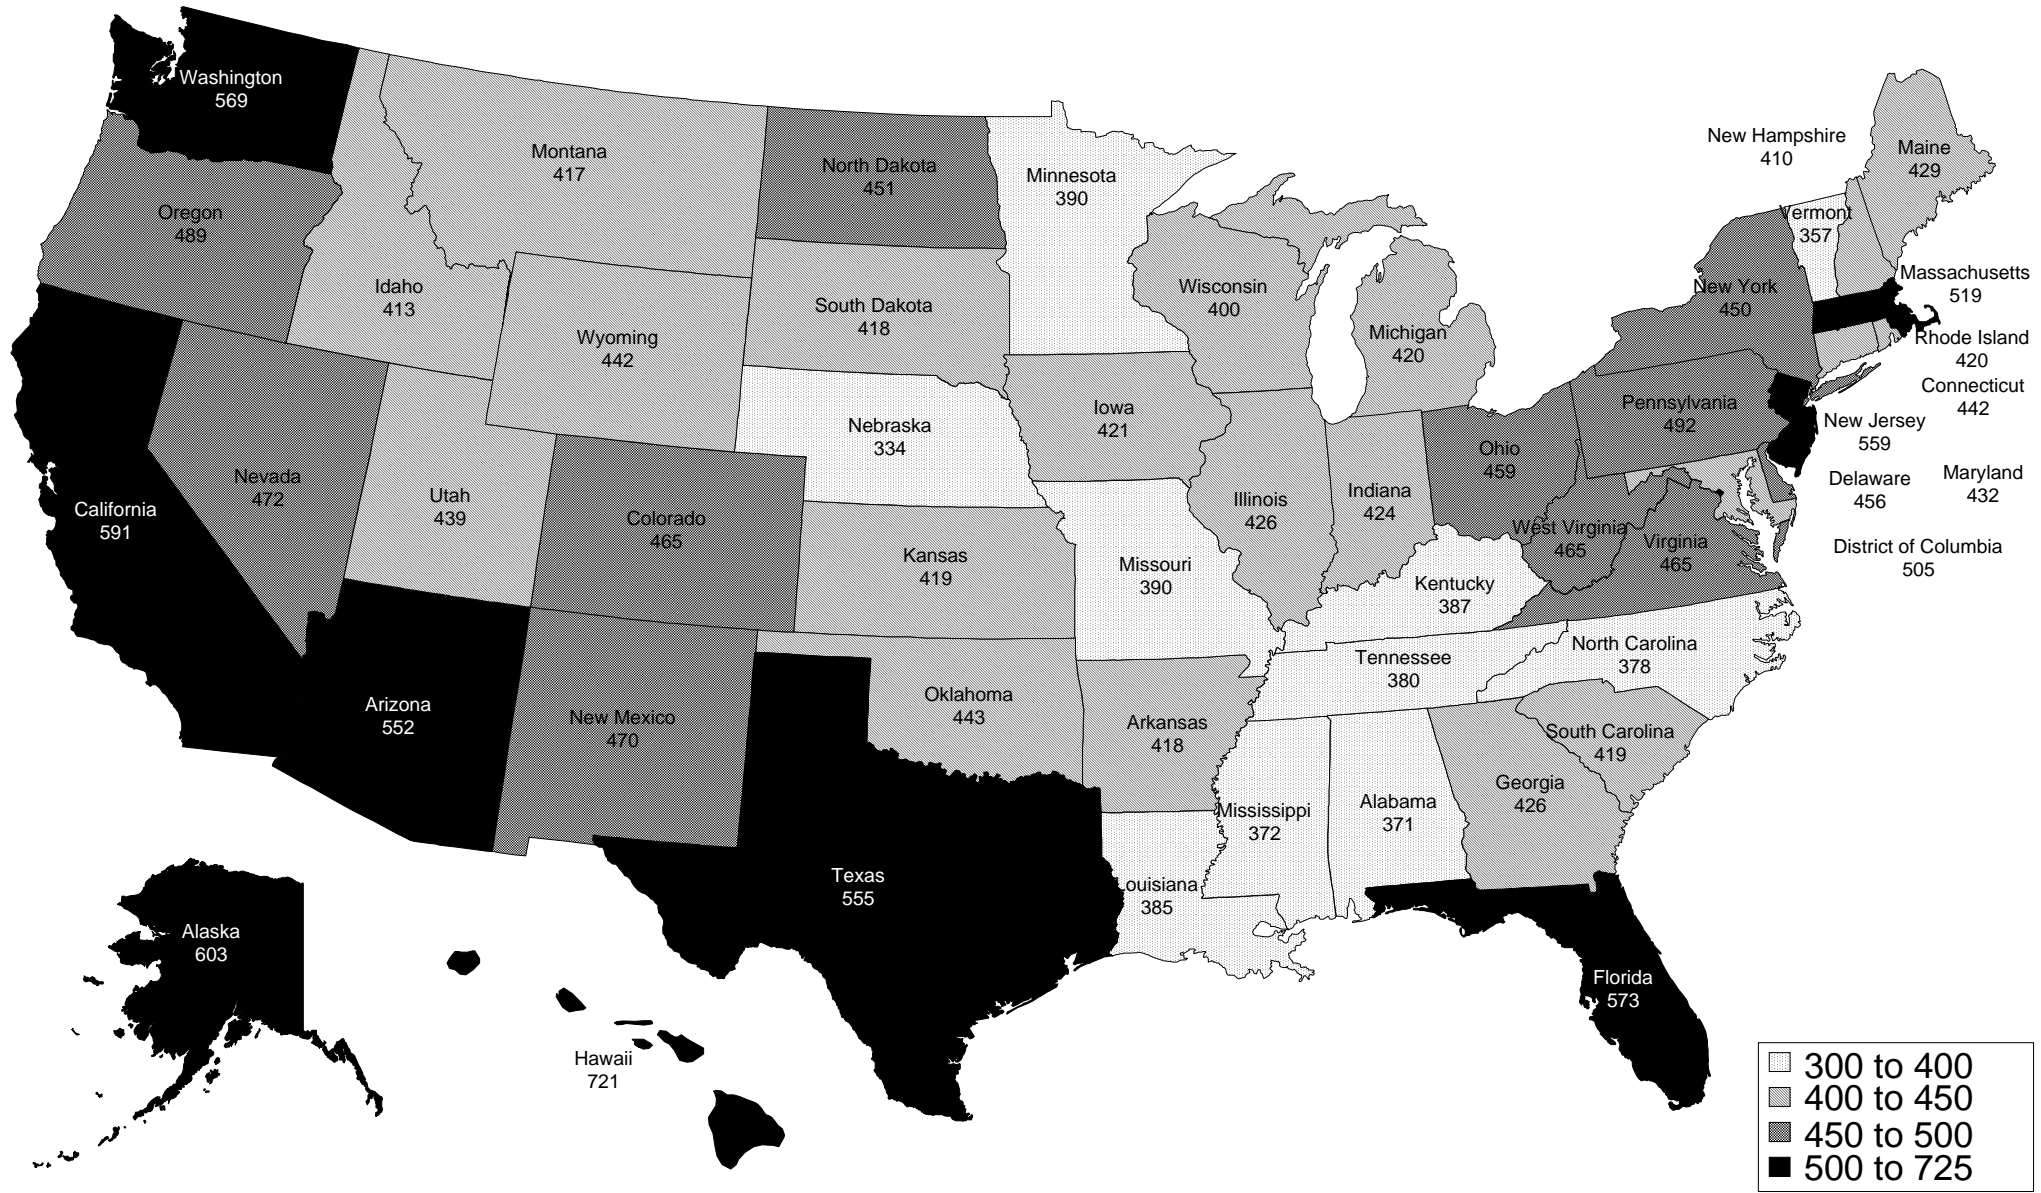 Washington
569
Montana
417
North Dakota
451
Minnesota
390
New Hampshire
410
Maine
429
Oregon
489
Vermont
357
Idaho
413
Wyoming
442
South Dakota
418
Wisconsin
400
Michigan
420
New York
450
Massachusetts
519
Rhode Island
420
Connecticut
442
New Jersey
559
Delaware
456
Maryland
432
District of Columbia
505
Nebraska
334
Iowa
421
Pennsylvania
492
Ohio
459
Nevada
472
Utah
439
Colorado
465
California
591
Illinois
426
Indiana
424
West Virginia
465
Virginia
465
Kansas
419
Missouri
390
Kentucky
387
Tennessee
380
North Carolina
378
Arizona
552
New Mexico
470
Oklahoma
443
Arkansas
418
South Carolina
419
Georgia
426
Mississippi
372
Alabama
371
Texas
555
Louisiana
385
Alaska
603
Florida
573
Hawaii
721
300 to 400
400 to 450
450 to 500
500 to 725